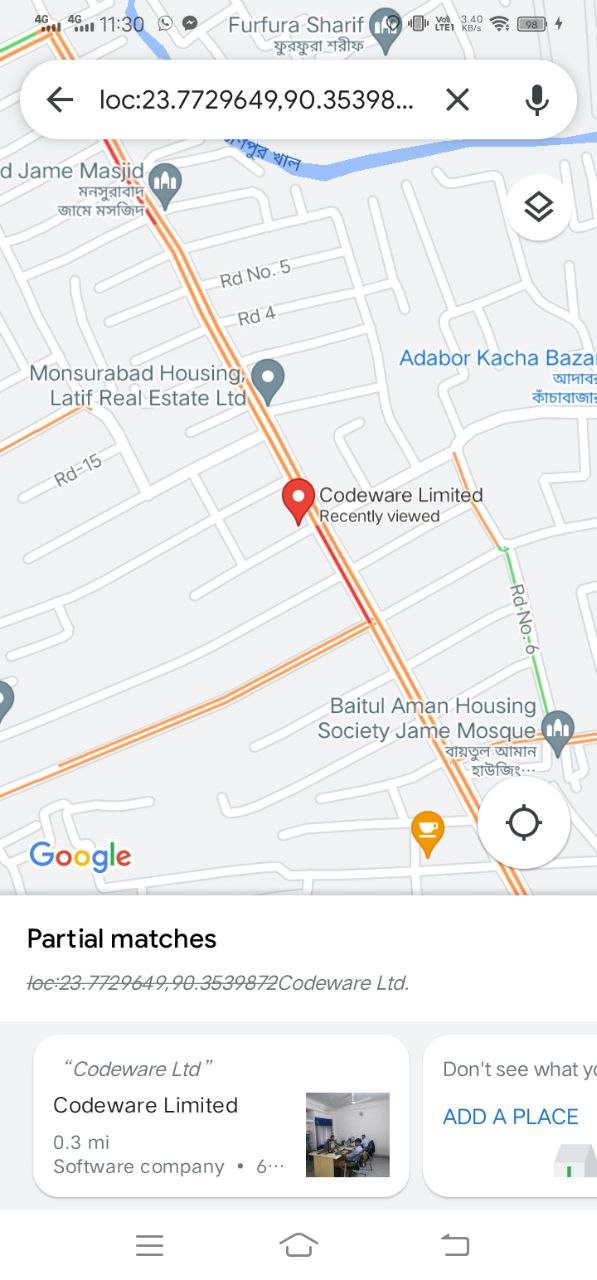 4G 4G 11:30 Vo) LTE1 3.40 KB/s 98
Furfura Sharif
ফুরফুরা শরীফ
loc:23.7729649,90.35398...
খাল
d Jame Masjid
মনসুরাবাদ
জামে মসজিদ
Rd No. 5
Rd 4
Adabor Kacha Baza
আদাব
কাঁচাবাজার
Monsurabad Housing,
Latif Real Estate Ltd
Rd-15
Codeware Limited
Recently viewed
Rd No. 6
Baitul Aman Housing
Society Jame Mosque
বায়তুল আমান
হাউজিং...
Google
Partial matches
loc:23.7729649,90.3539872Codeware Ltd.
“Codeware Ltd”
Codeware Limited
0.3 mi
Software company • 6...
Don't see what yo
ADD A PLACE